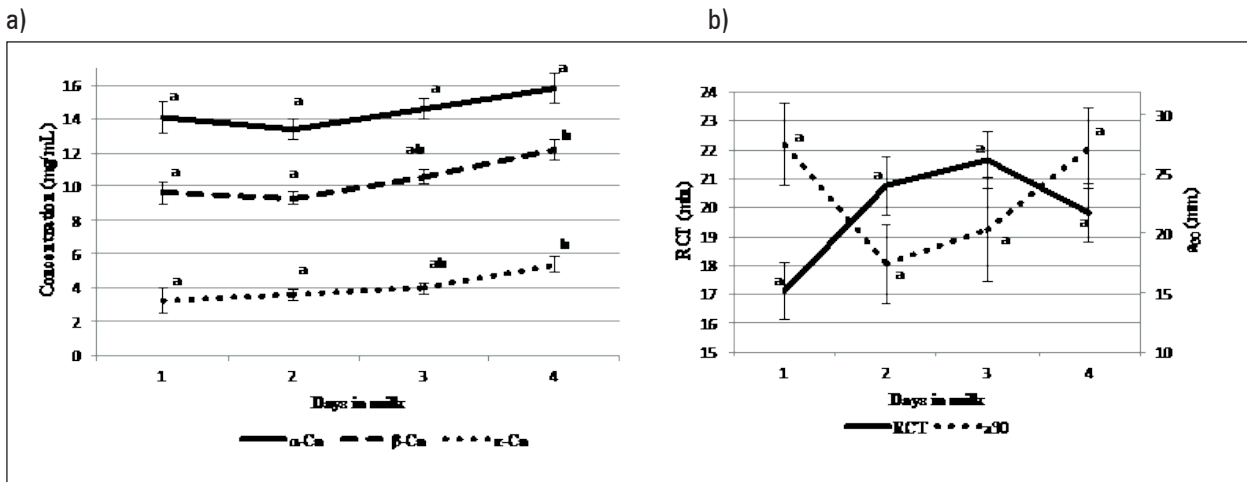 a)
b)
16
14
12
10
8
6
4
2
0
Concentration (mg/mL)
a a a a
a a ab b
a a ab b
1 2 3 4
Days in milk
α-Cn β-Cn κ-Cn
24
23
22
21
20
19
18
17
16
15
RCT (min)
a a a a
a a a a
30
25
20
15
10
(mm)
1 2 3 4
Days in milk
RCT